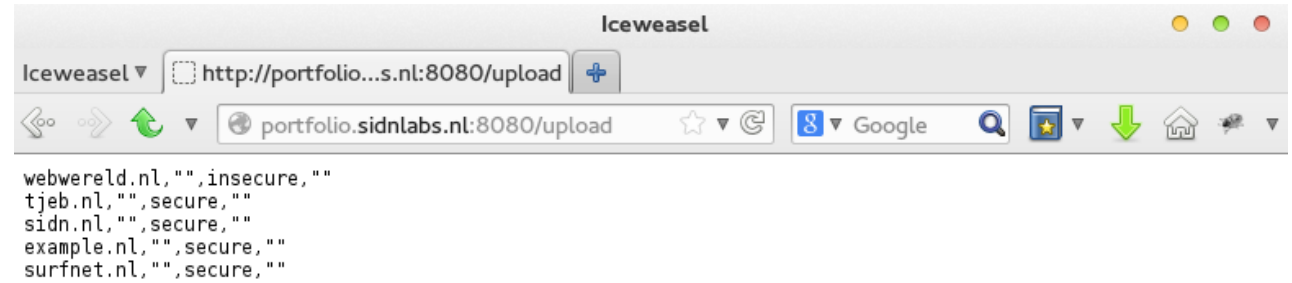 Iceweasel
Iceweasel http://portfolio...s.nl:8080/upload
portfolio.sidnlabs.nl:8080/upload 8 Google
webwereld.nl,"",insecure,""
tjeb.nl,"",secure,""
sidn.nl,"",secure,""
example.nl,"",secure,""
surfnet.nl,"",secure,""